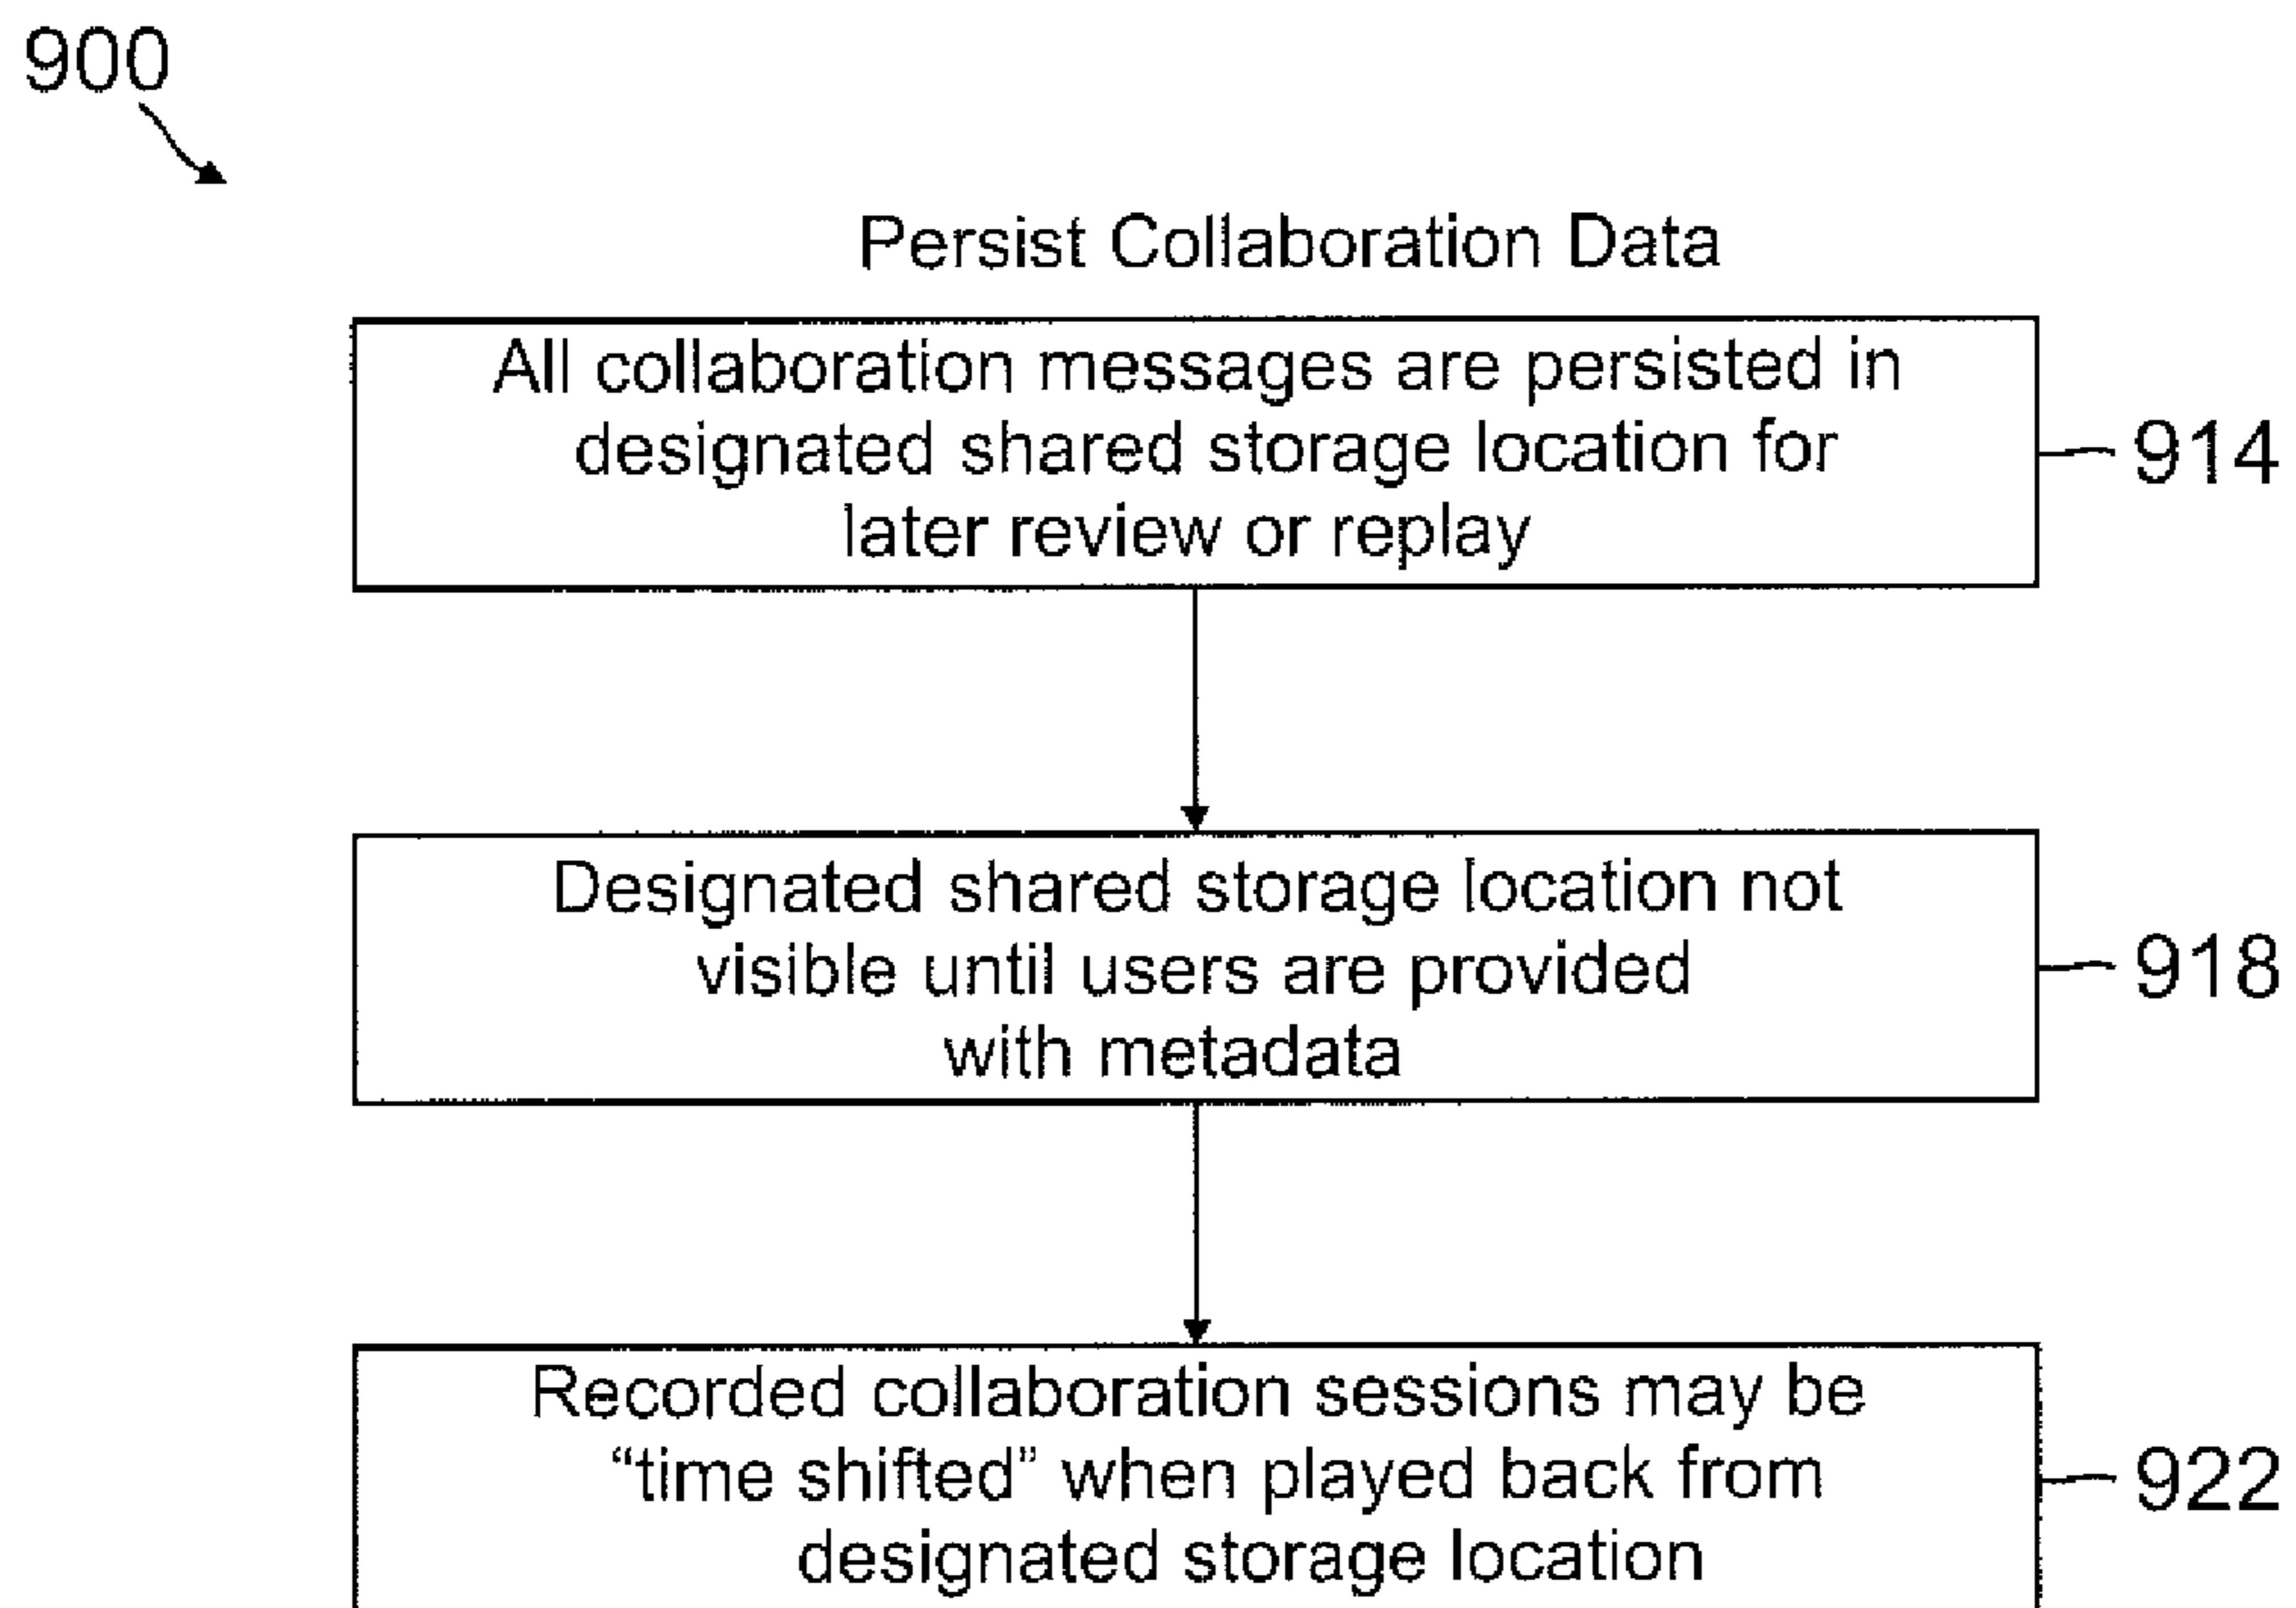 900
Persist Collaboration Data
All collaboration messages are persisted in
designated shared storage location for
later review or replay
914
Designated shared storage location not
visible until users are provided
with metadata
918
Recorded collaboration sessions may be
“time shifted” when played back from
designated storage location
922